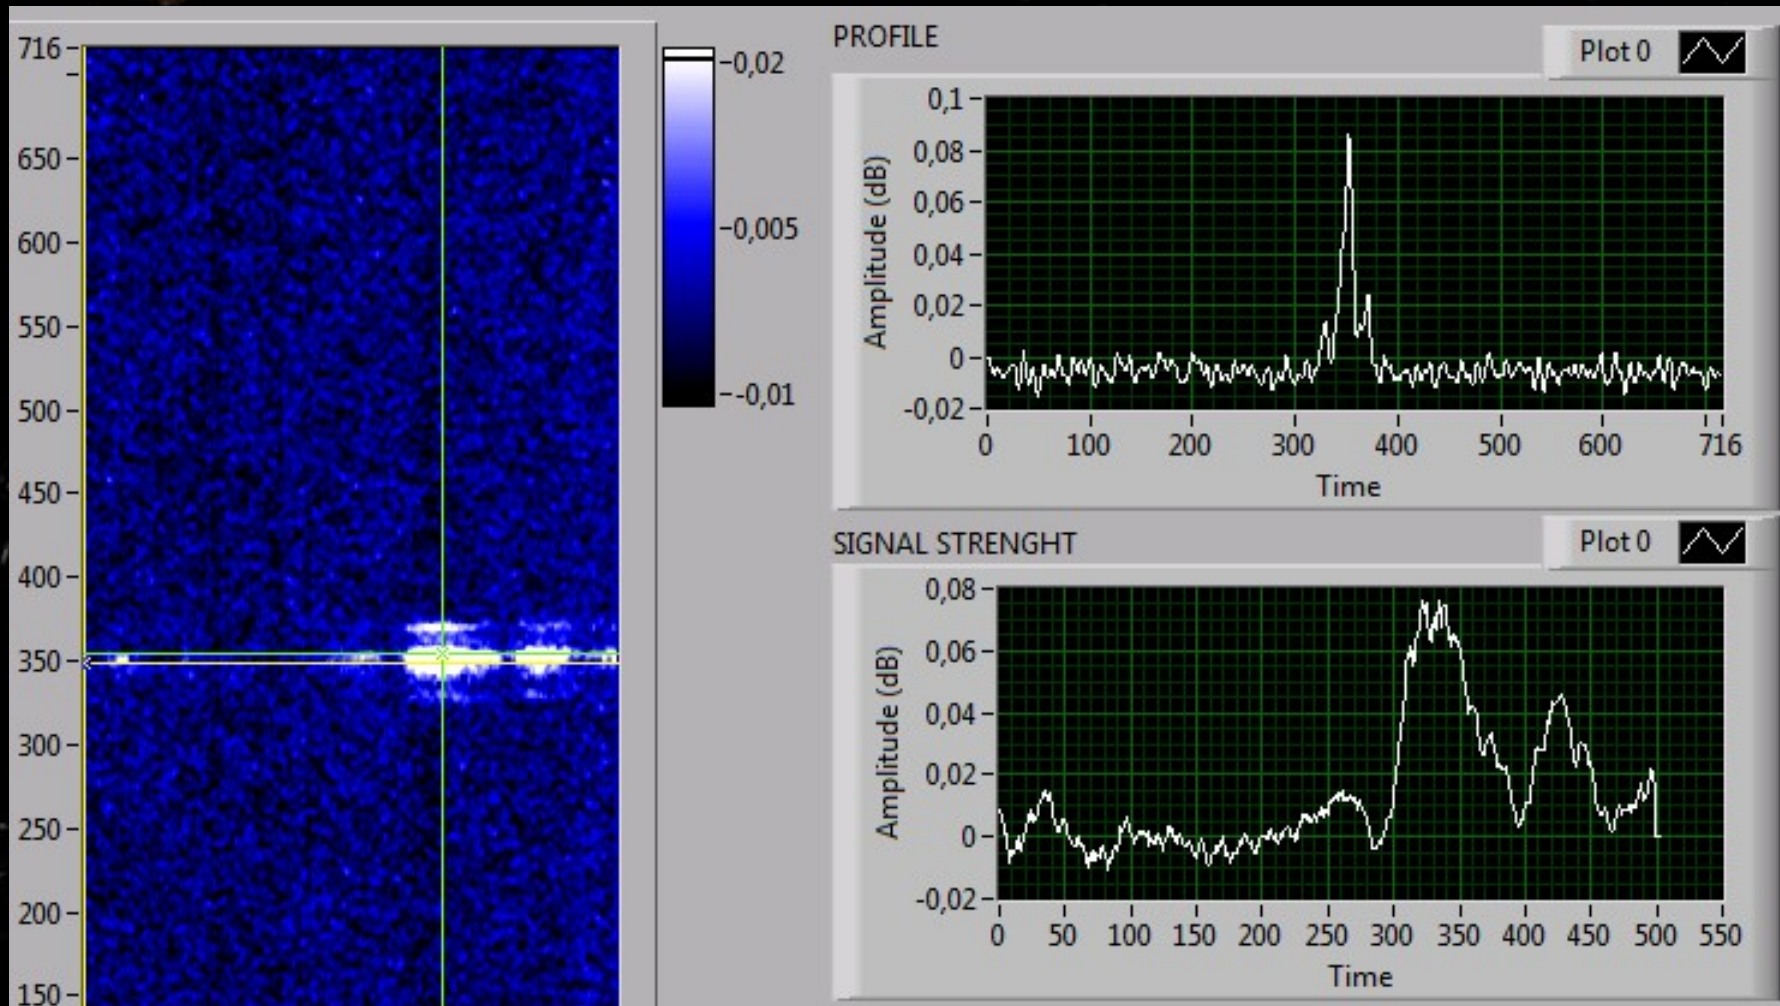 716
650
600
550
500
450
400
350
300
250
200
150
0,02
0,005
-0,01
PROFILE
Plot 0
Amplitude (dB)
0,1
0,08
0,06
0,04
0,02
0
-0,02
0 100 200 300 400 500 600 716
Time
SIGNAL STRENGHT
Plot 0
Amplitude (dB)
0,08
0,06
0,04
0,02
0
-0,02
0 50 100 150 200 250 300 350 400 450 500 550
Time